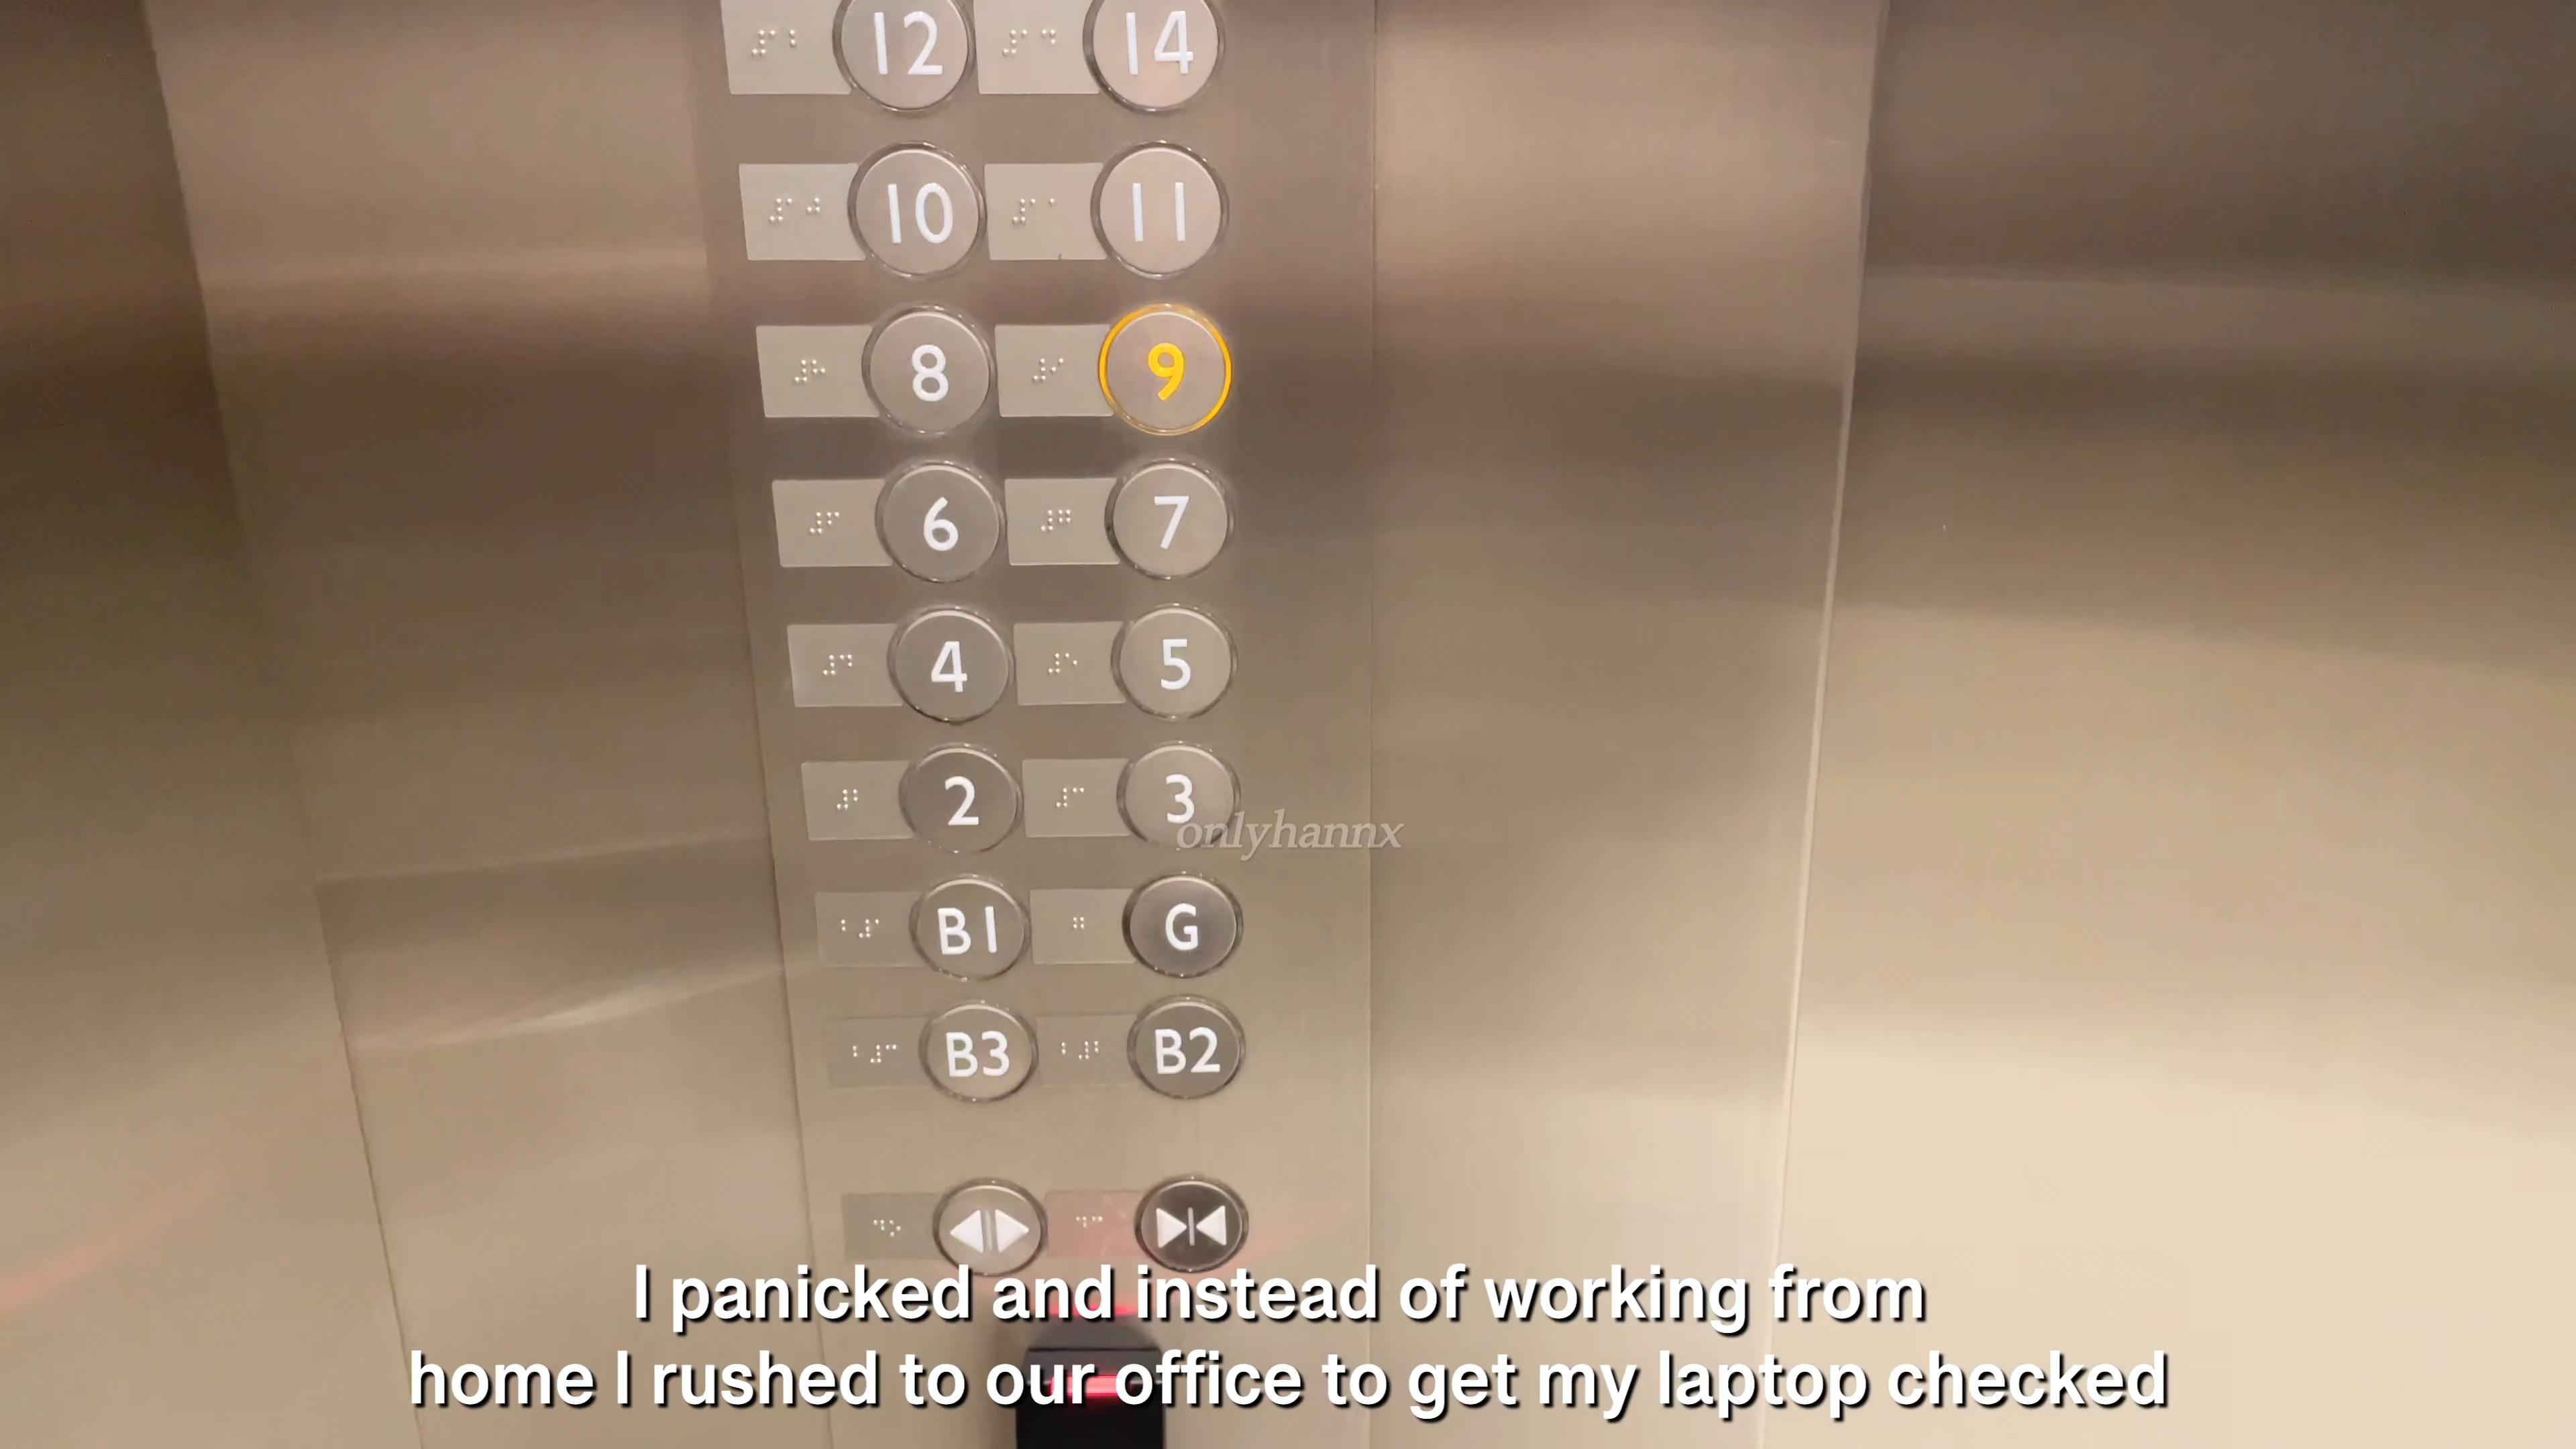 12 14
10 11
8 9
6 7
4 5
2 3
onlyhannx
B1 G
B3 B2
I panicked and instead of working from
home I rushed to our office to get my laptop checked